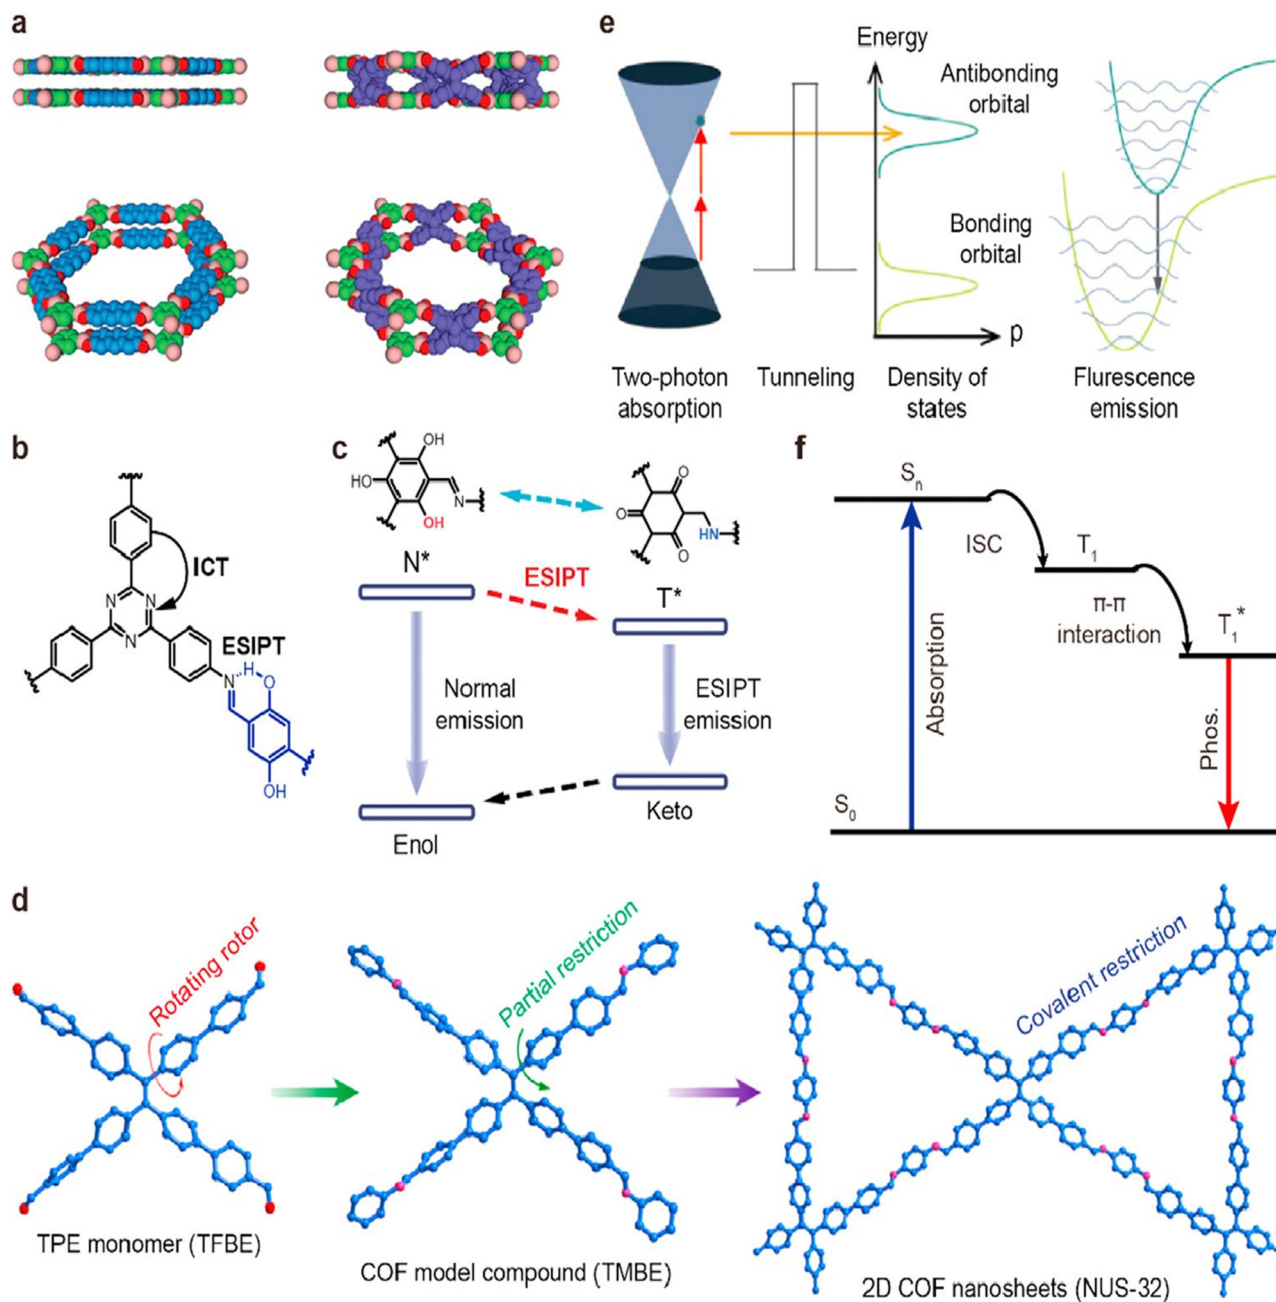 a
e
Energy
Antibonding
orbital
Bonding
orbital
p
Two-photon
absorption
Tunneling
Density of
states
Flurescence
emission
b
ICT
N
N
N
ESIPT
N
H
O
OH
c
OH
HO
N
OH
O
O
HN
O
N*
ESIPT
T*
Normal
emission
ESIPT
emission
Enol
Keto
f
Sn
ISC
T1
π-π
interaction
T1*
Absorption
Phos.
S0
d
Rotating rotor
Partial restriction
Covalent restriction
TPE monomer (TFBE)
COF model compound (TMBE)
2D COF nanosheets (NUS-32)